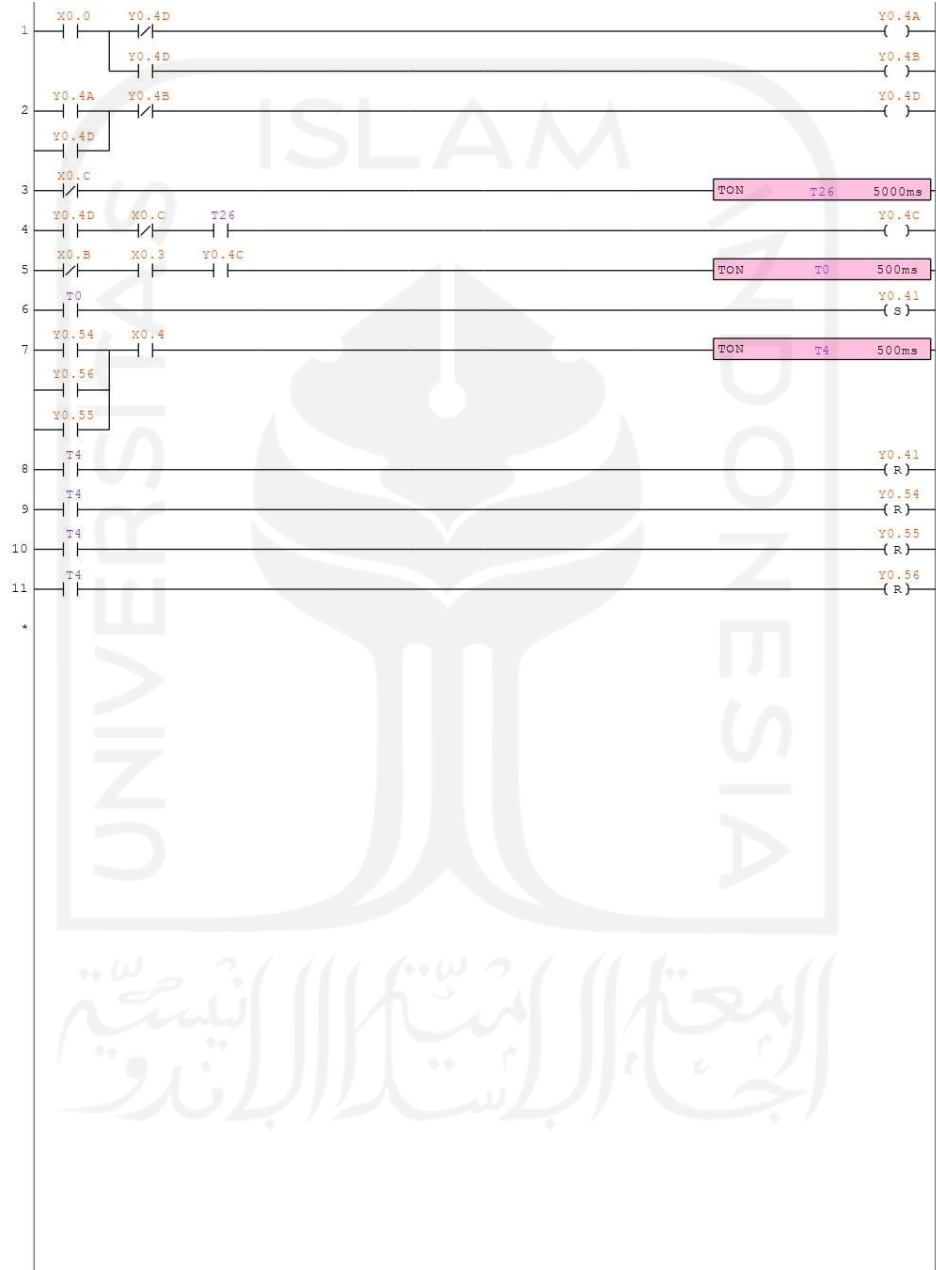 X0.0 Y0.4D Y0.4A
1
Y0.4D Y0.4B
Y0.4A Y0.4B Y0.4D
2
Y0.4D
X0.C
3 TON T26 5000ms
Y0.4D X0.C T26 Y0.4C
4
X0.B X0.3 Y0.4C
5 TON T0 500ms
T0 Y0.41
6 S
Y0.54 X0.4
7 TON T4 500ms
Y0.56
Y0.55
T4 Y0.41
8 R
T4 Y0.54
9 R
T4 Y0.55
10 R
T4 Y0.56
11 R
*
ISLAM
UNIVERSITAS
INDONESIA